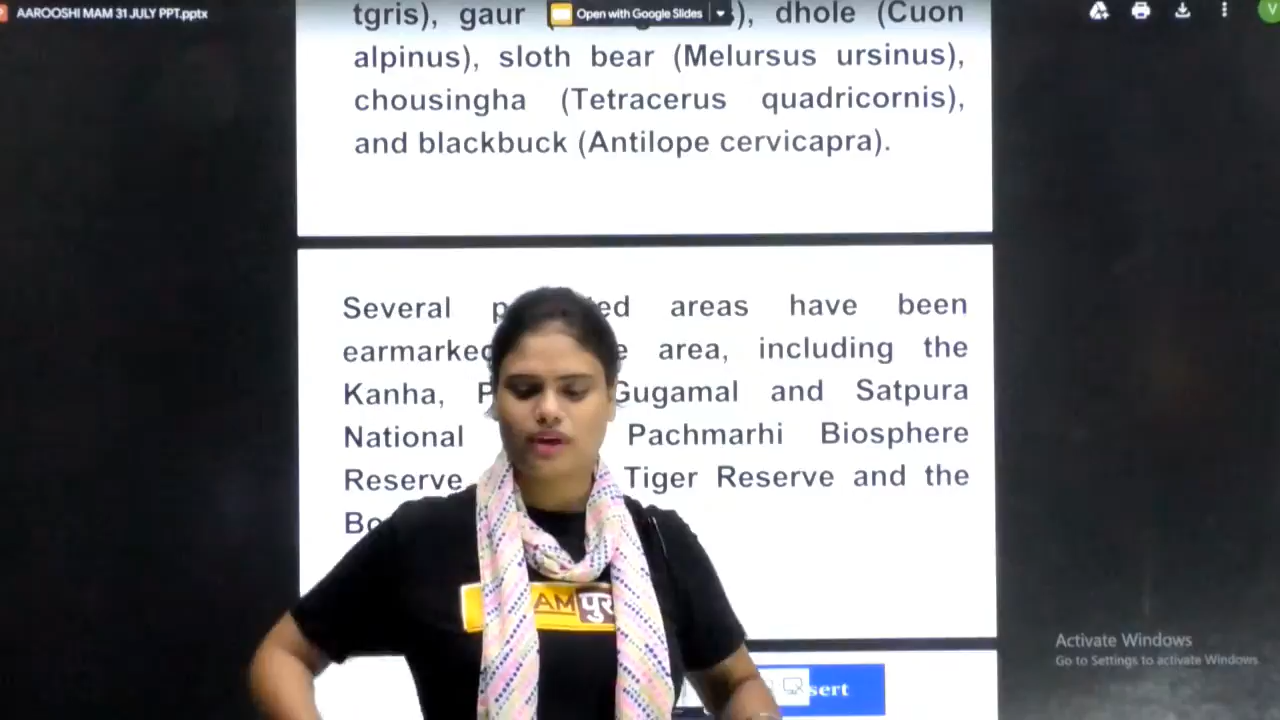 AAROOSHI MAM 31 JULY PPT.pptx
Open with Google Slides
V
tgris), gaur ), dhole (Cuon
alpinus), sloth bear (Melursus ursinus),
chousingha (Tetracerus quadricornis),
and blackbuck (Antilope cervicapra).
Several areas have been
area, including the
Kanha, Gugamal and Satpura
National Pachmarhi Biosphere
Reserve Tiger Reserve and the
AM पु
Activate Windows
Go to Settings to activate Windows.